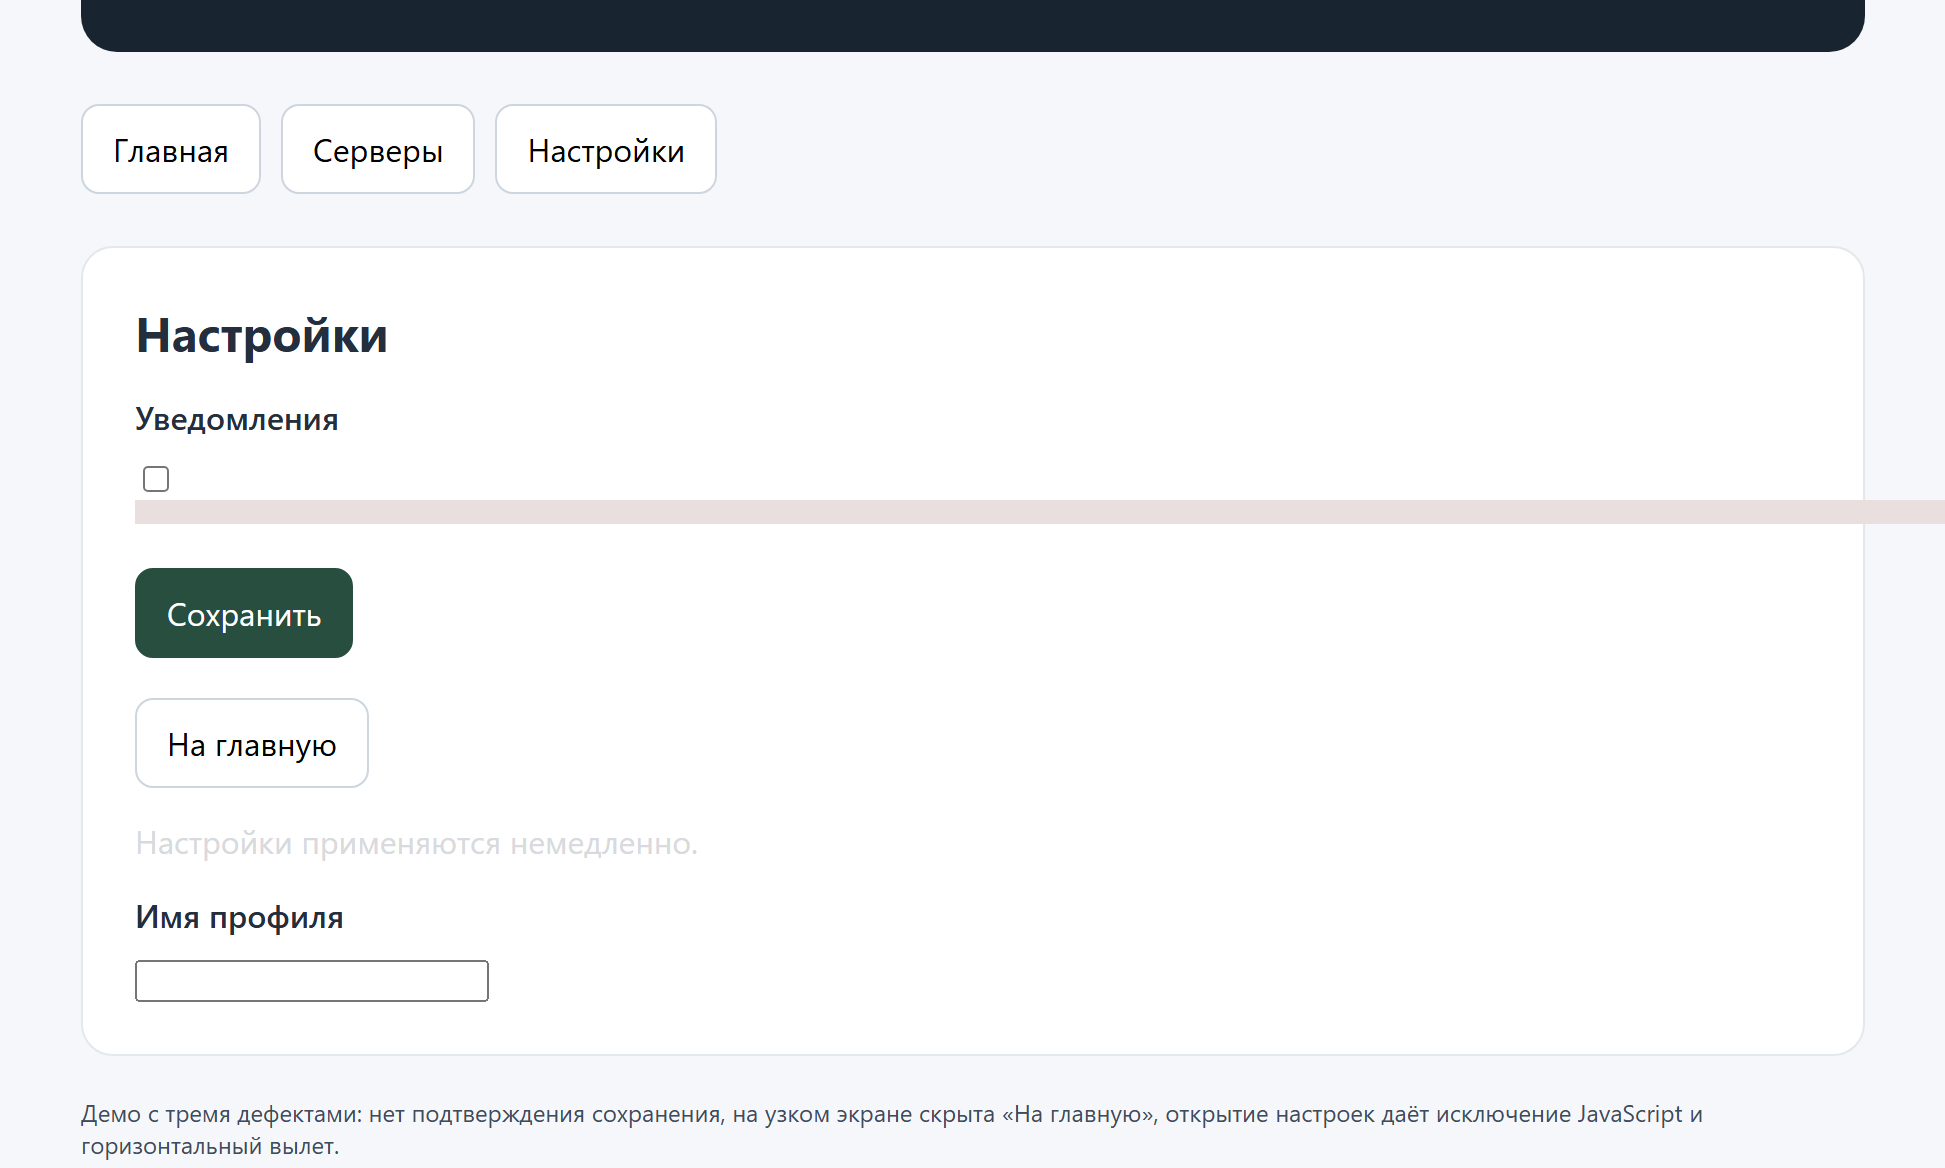 Главная
Серверы
Настройки
Настройки
Уведомления
Сохранить
На главную
Настройки применяются немедленно.
Имя профиля
Демо с тремя дефектами: нет подтверждения сохранения, на узком экране скрыта «На главную», открытие настроек даёт исключение JavaScript и
горизонтальный вылет.